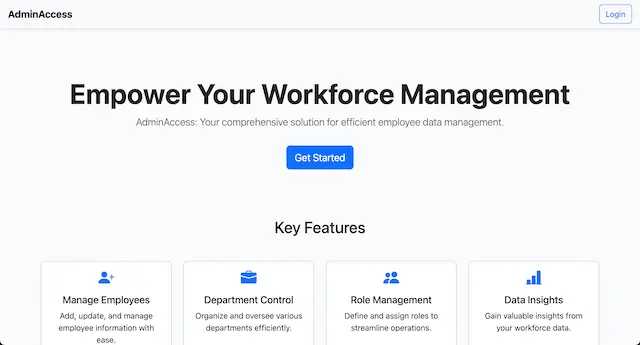 AdminAccess
Login
Empower Your Workforce Management
AdminAccess: Your comprehensive solution for efficient employee data management.
Get Started
Key Features
Manage Employees
Add, update, and manage
employee information with
ease.
Department Control
Organize and oversee various
departments efficiently.
Role Management
Define and assign roles to
streamline operations.
Data Insights
Gain valuable insights from
your workforce data.